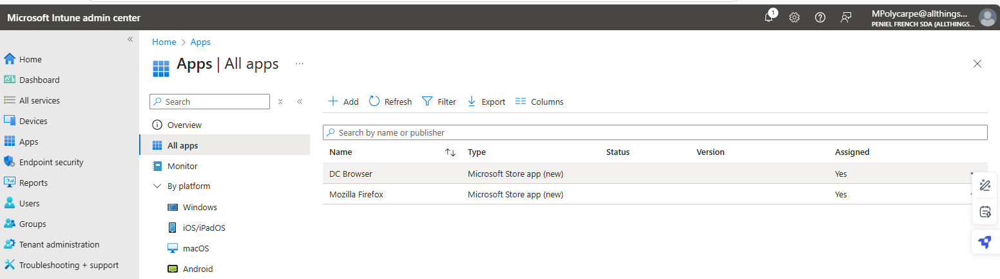 Microsoft Intune admin center
1
MPolycarpe@allthings...
PENIEL FRENCH SDA (ALLTHINGS...
Home > Apps
Apps | All apps ...
Home
Dashboard
All services
Devices
Apps
Endpoint security
Reports
Users
Groups
Tenant administration
Troubleshooting + support
Search
Overview
All apps
Monitor
By platform
Windows
iOS/iPadOS
macOS
Android
Add Refresh Filter Export Columns
Search by name or publisher
Name Type Status Version Assigned
DC Browser Microsoft Store app (new) Yes
Mozilla Firefox Microsoft Store app (new) Yes